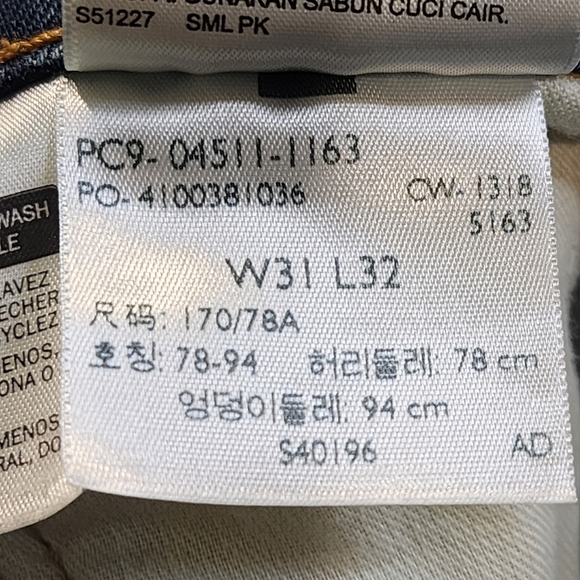 GUNAKAN SABUN CUCI CAIR.
S51227 SML PK
PC9- 04511-1163
PO- 4100381036 CW- 1318
5163
W31 L32
尺码: 170/78A
호칭: 78-94 허리둘레: 78 cm
엉덩이둘레: 94 cm
S40196 AD
WASH
LE
LAVEZ
ECHER
YCLEZ
MENOS,
ONA O
MENOS
RAL, DO